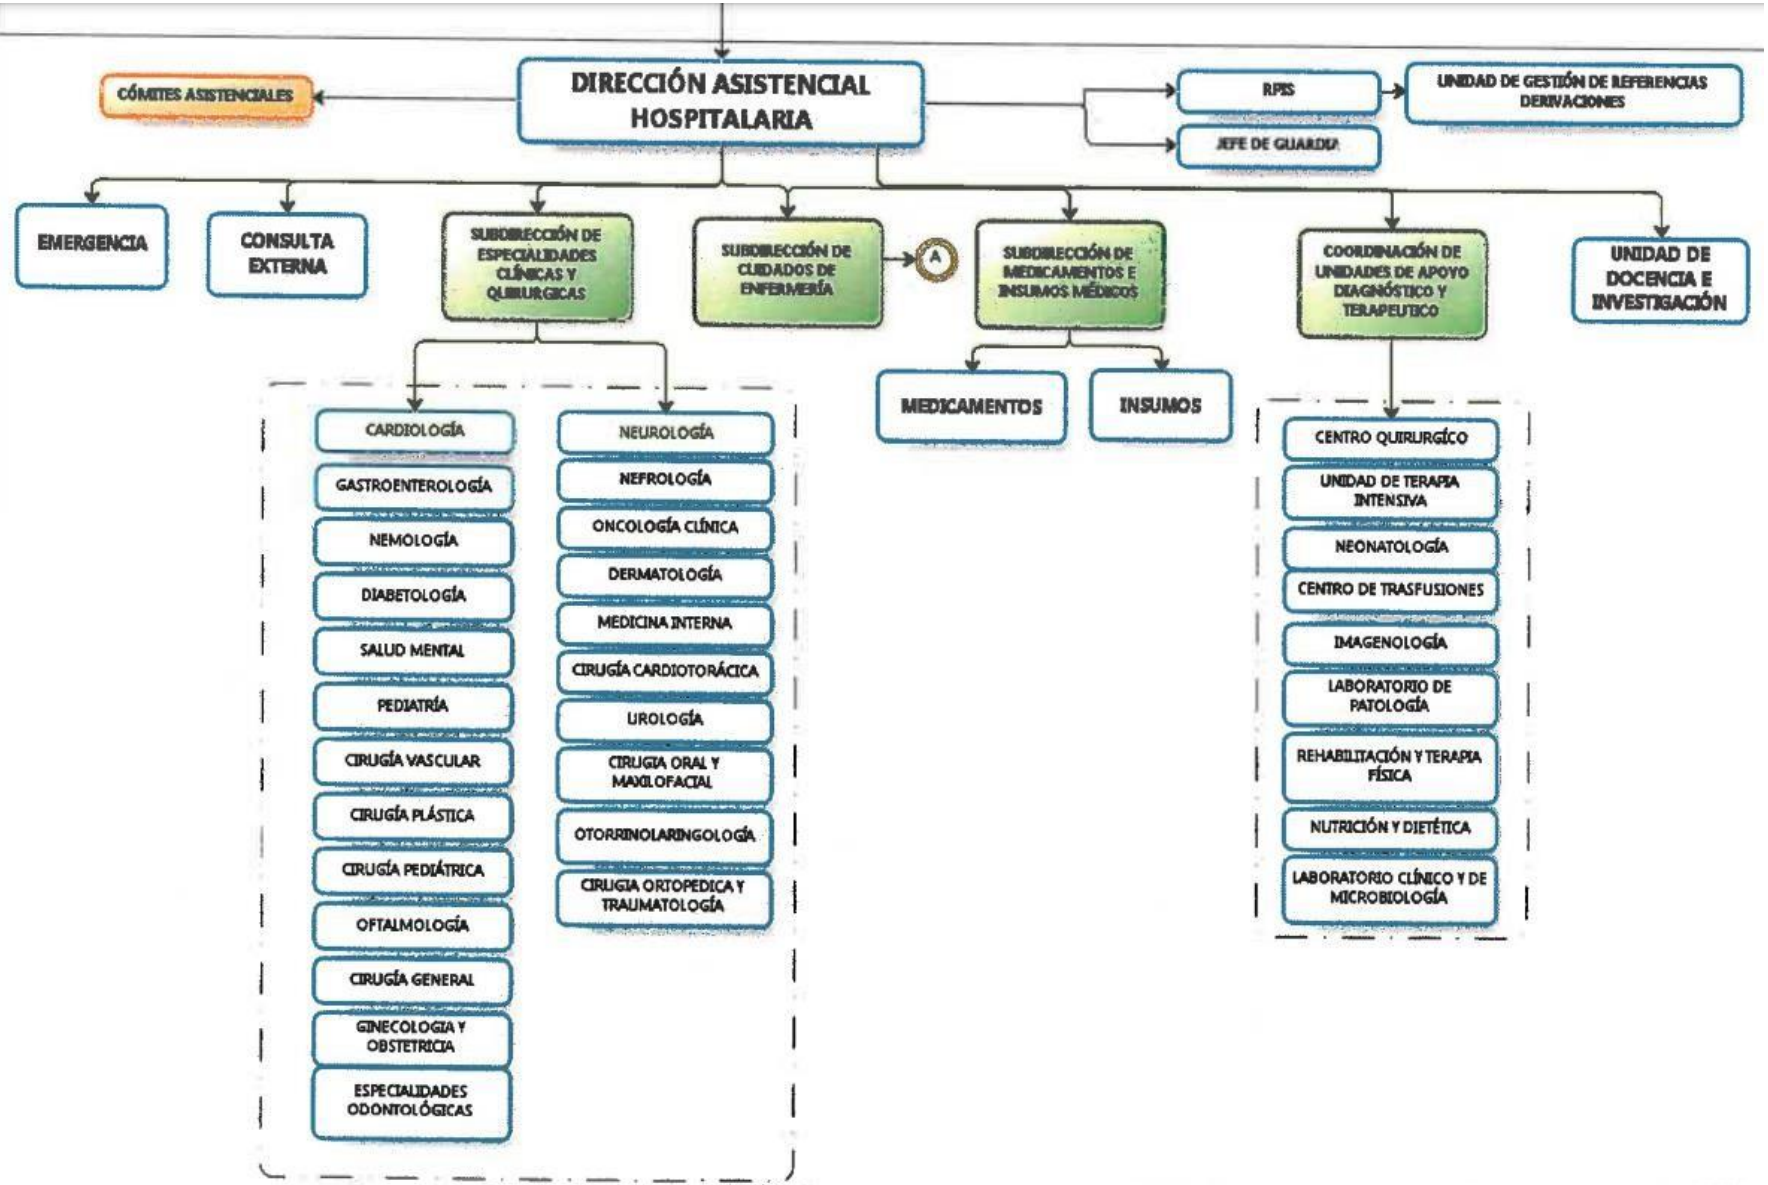 DIRECCIÓN ASISTENCIAL
HOSPITALARIA
CÓMITES ASISTENCIALES
RPIS
UNIDAD DE GESTIÓN DE REFERENCIAS
DERIVACIONES
JEFE DE GUARDIA
EMERGENCIA
CONSULTA
EXTERNA
SUBDIRECCIÓN DE
ESPECIALIDADES
CLÍNICAS Y
QUIRURGICAS
SUBDIRECCIÓN DE
CUIDADOS DE
ENFERMERÍA
A
SUBDIRECCIÓN DE
MEDICAMENTOS E
INSUMOS MÉDICOS
COORDINACIÓN DE
UNIDADES DE APOYO
DIAGNÓSTICO Y
TERAPEUTICO
UNIDAD DE
DOCENCIA E
INVESTIGACIÓN
CARDIOLOGÍA
GASTROENTEROLOGÍA
NEMOLOGÍA
DIABETOLOGÍA
SALUD MENTAL
PEDIATRÍA
CIRUGÍA VASCULAR
CIRUGÍA PLÁSTICA
CIRUGÍA PEDIÁTRICA
OFTALMOLOGÍA
CIRUGÍA GENERAL
GINECOLOGIA Y
OBSTETRICIA
ESPECIALIDADES
ODONTOLÓGICAS
NEUROLOGÍA
NEFROLOGÍA
ONCOLOGÍA CLÍNICA
DERMATOLOGÍA
MEDICINA INTERNA
CIRUGÍA CARDIOTORÁCICA
UROLOGÍA
CIRUGIA ORAL Y
MAXILOFACIAL
OTORRINOLARINGOLOGÍA
CIRUGIA ORTOPEDICA Y
TRAUMATOLOGÍA
MEDICAMENTOS
INSUMOS
CENTRO QUIRURGÍCO
UNIDAD DE TERAPIA
INTENSIVA
NEONATOLOGÍA
CENTRO DE TRASFUSIONES
IMAGENOLOGÍA
LABORATORIO DE
PATOLOGÍA
REHABILITACIÓN Y TERAPIA
FÍSICA
NUTRICIÓN Y DIETÉTICA
LABORATORIO CLÍNICO Y DE
MICROBIOLOGÍA